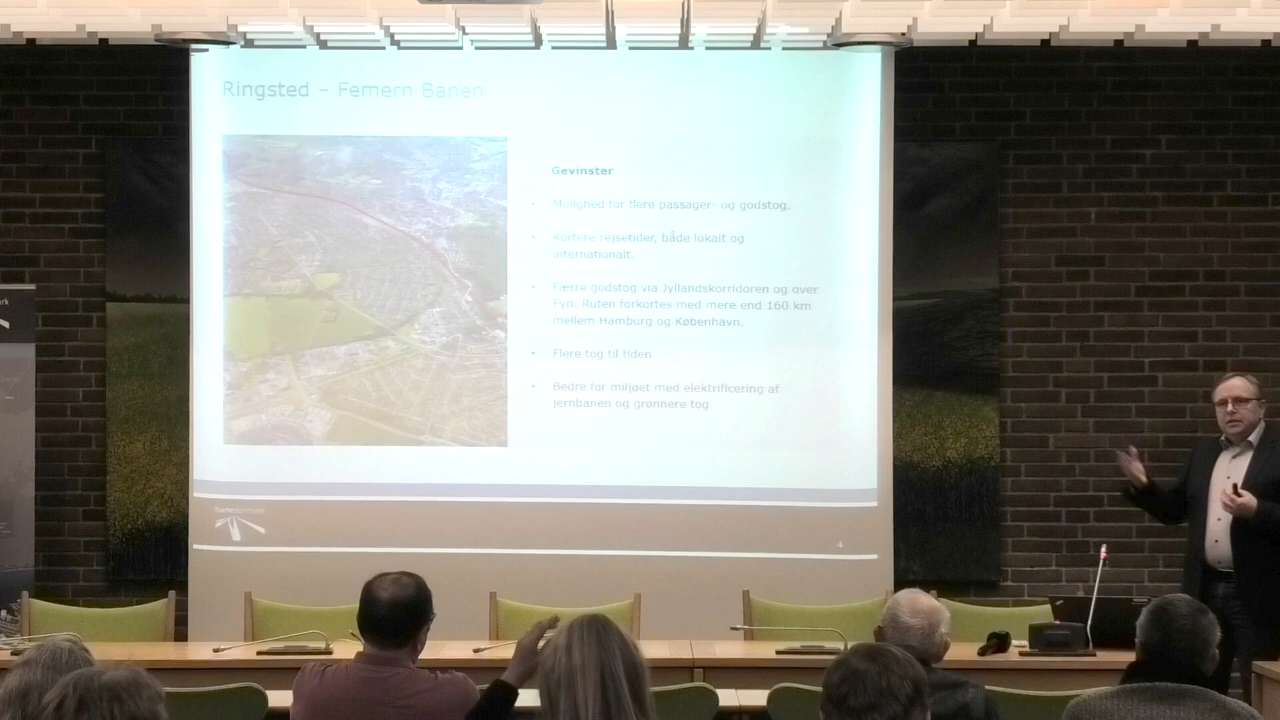 Ringsted – Femern Banen
Gevinster
• Mulighed for flere passager- og godstog.
• Kortere rejsetider, både lokalt og
internationalt.
• Færre godstog via Jyllandskorridoren og over
Fyn. Ruten forkortes med mere end 160 km
mellem Hamburg og København.
• Flere tog til tiden
• Bedre for miljøet med elektrificering af
jernbanen og grønnere tog
banedanmark
4